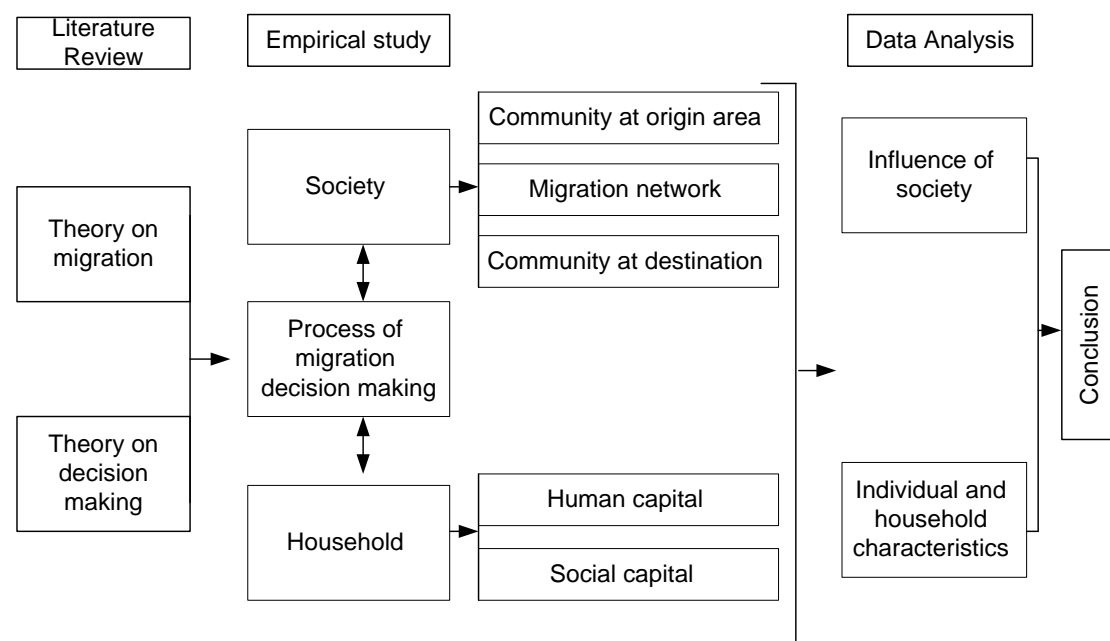 Literature
Review
Empirical study
Data Analysis
Theory on
migration
Theory on
decision
making
Society
Process of
migration
decision making
Household
Community at origin area
Migration network
Community at destination
Human capital
Social capital
Influence of
society
Individual and
household
characteristics
Conclusion